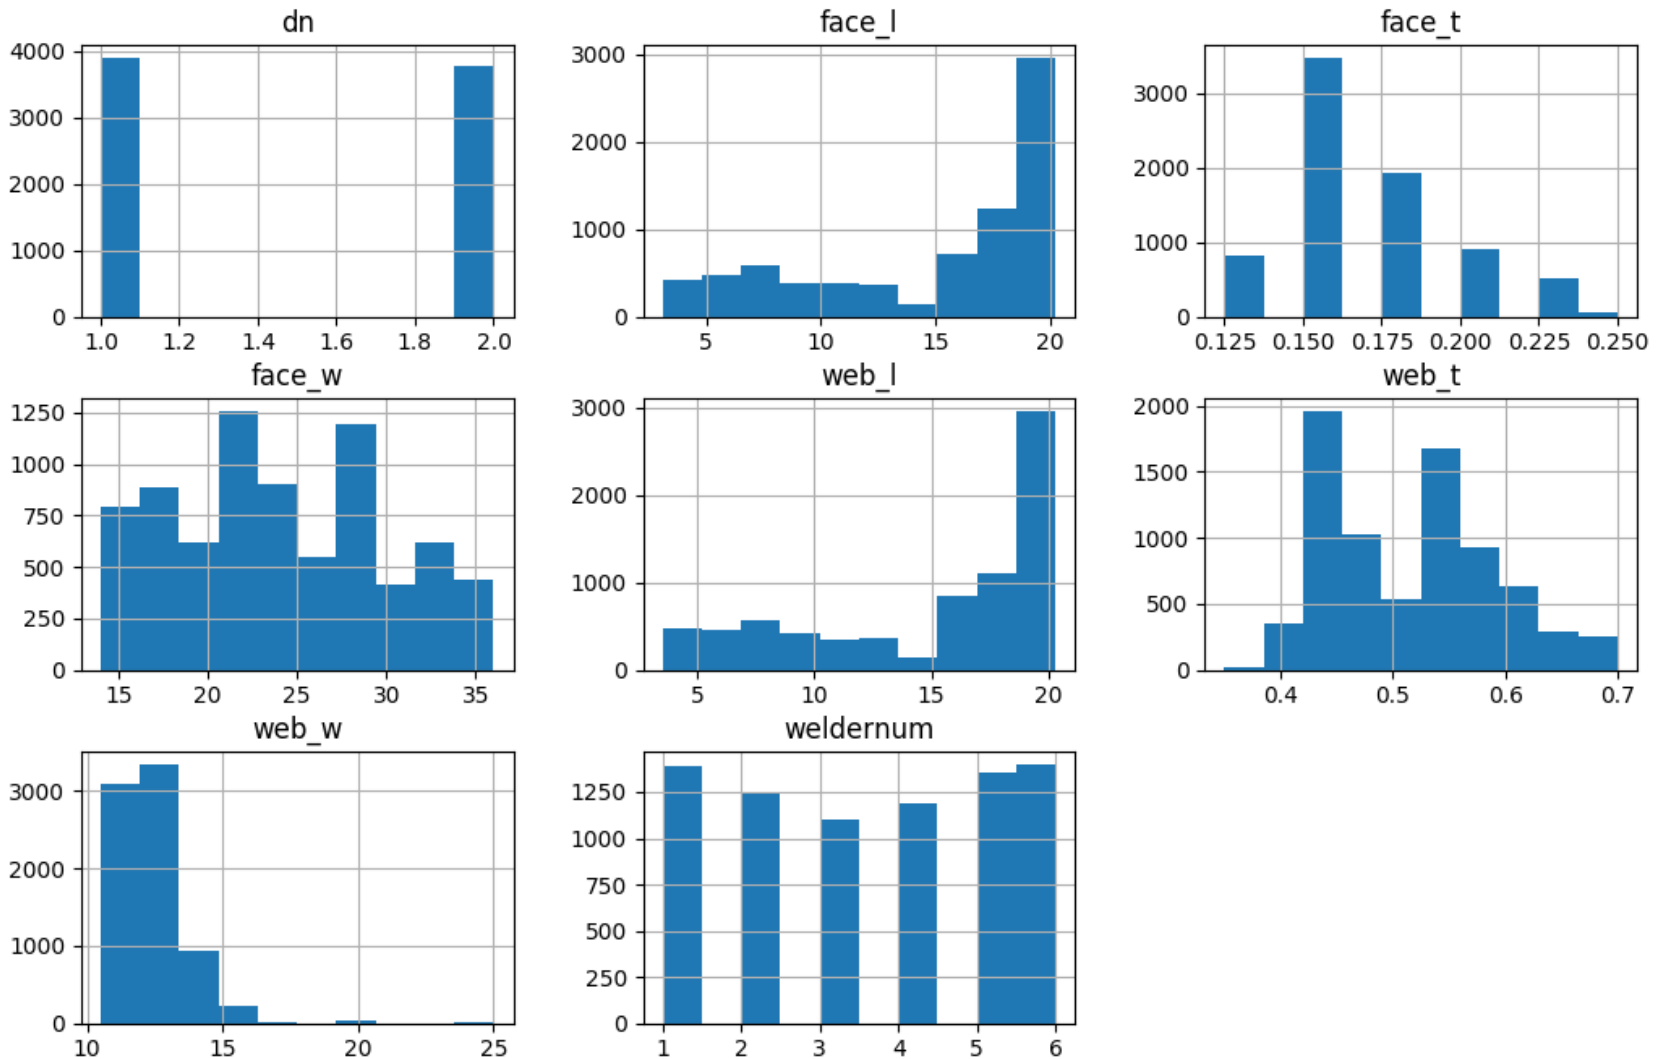 dn face_l face_t
4000 3000 3000
3000 2000 2000
2000 1000 1000
1000 0 0
0
1.0 1.2 1.4 1.6 1.8 2.0 5 10 15 20 0.125 0.150 0.175 0.200 0.225 0.250
face_w web_l web_t
1250 3000 2000
1000 2000 1500
750 1000 1000
500 0 500
250 0
0
15 20 25 30 35 5 10 15 20 0.4 0.5 0.6 0.7
web_w weldernum
3000 1250
2000 1000
1000 750
0 500
250
0
10 15 20 25 1 2 3 4 5 6